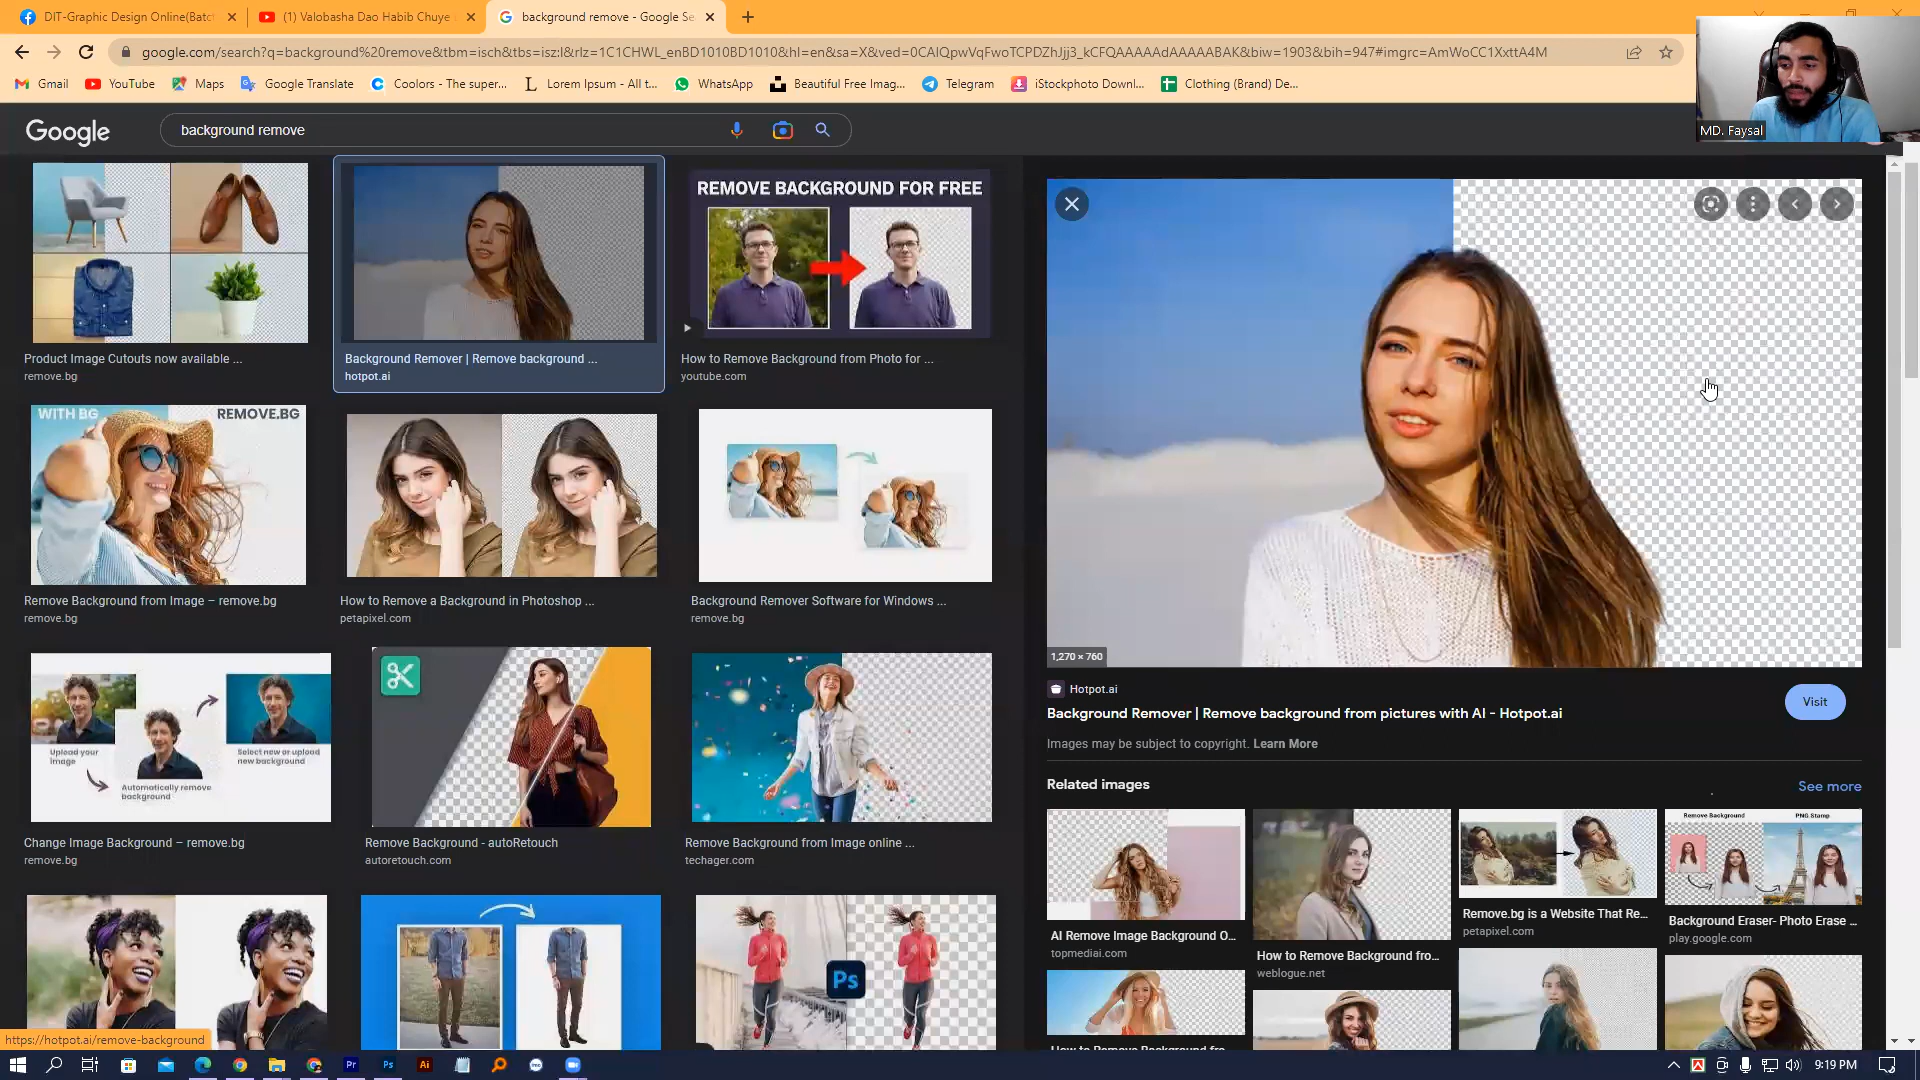 DIT-Graphic Design Online(Batc
(1) Valobasha Dao Habib Chuye
background remove - Google Se
google.com/search?q=background%20remove&tbm=isch&tbs=isz:l&rlz=1C1CHWL_enBD1010BD1010&hl=en&sa=X&ved=0CAIQpwVqFwoTCPDZhJjj3_kCFQAAAAAdAAAAABAK&biw=1903&bih=947#imgrc=AmWoCC1XxttA4M
Gmail
YouTube
Maps
Google Translate
Coolors - The super...
Lorem Ipsum - All t...
WhatsApp
Beautiful Free Imag...
Telegram
iStockphoto Downl...
Clothing (Brand) De...
MD. Faysal
Google
background remove
Product Image Cutouts now available ...
remove.bg
Background Remover | Remove background ...
hotpot.ai
REMOVE BACKGROUND FOR FREE
How to Remove Background from Photo for ...
youtube.com
WITH BG
REMOVE.BG
Remove Background from Image – remove.bg
remove.bg
How to Remove a Background in Photoshop ...
petapixel.com
Background Remover Software for Windows ...
remove.bg
Upload your
image
Automatically remove
background
Select new or upload
new background
Change Image Background – remove.bg
remove.bg
Remove Background - autoRetouch
autoretouch.com
Remove Background from Image online ...
techager.com
Ps
1,270 × 760
Hotpot.ai
Background Remover | Remove background from pictures with AI - Hotpot.ai
Visit
Images may be subject to copyright. Learn More
Related images
See more
AI Remove Image Background O...
topmediai.com
How to Remove Background fro...
weblogue.net
Remove.bg is a Website That Re...
petapixel.com
Remove Background
PNG Stamp
Background Eraser- Photo Erase ...
play.google.com
https://hotpot.ai/remove-background
Pr
Ps
Ai
9:19 PM